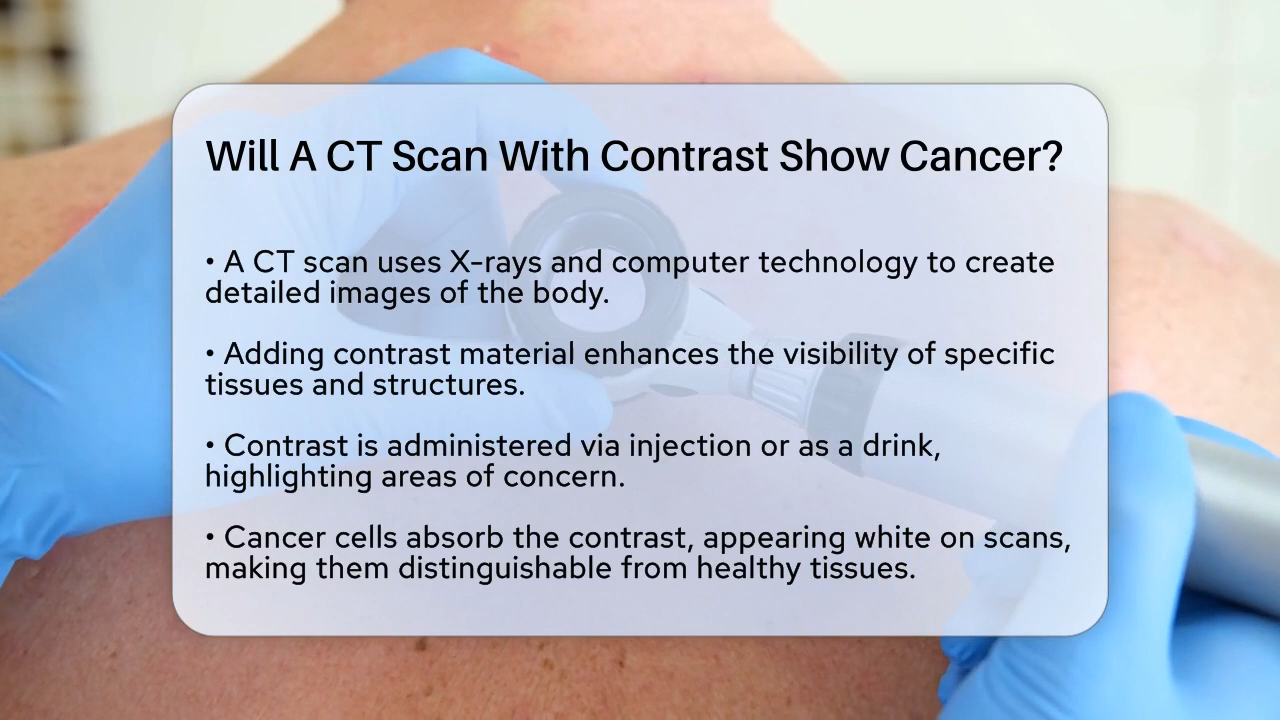 Will A CT Scan With Contrast Show Cancer?
• A CT scan uses X-rays and computer technology to create
detailed images of the body.
• Adding contrast material enhances the visibility of specific
tissues and structures.
• Contrast is administered via injection or as a drink,
highlighting areas of concern.
• Cancer cells absorb the contrast, appearing white on scans,
making them distinguishable from healthy tissues.